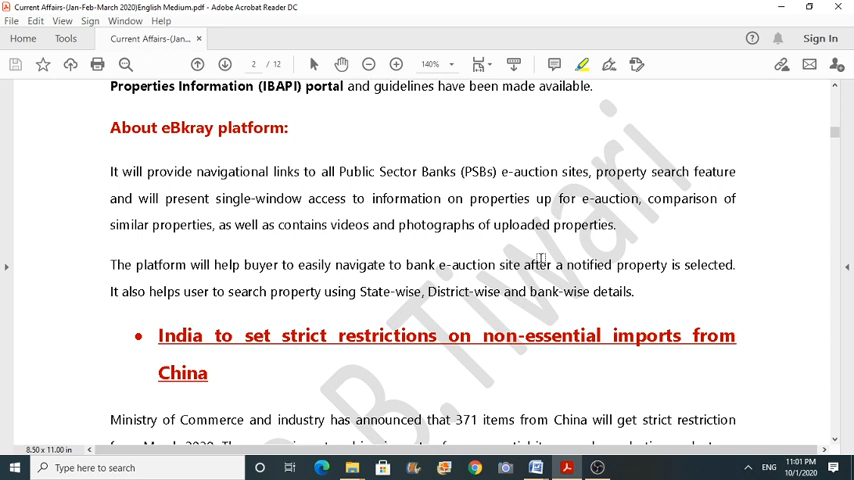 Current Affairs-(Jan-Feb-March 2020)English Medium.pdf - Adobe Acrobat Reader DC
File Edit View Sign Window Help
Home Tools Current Affairs-(Jan-... × Sign In
2 / 12 140%
Properties Information (IBAPI) portal and guidelines have been made available.
About eBkray platform:
It will provide navigational links to all Public Sector Banks (PSBs) e-auction sites, property search feature
and will present single-window access to information on properties up for e-auction, comparison of
similar properties, as well as contains videos and photographs of uploaded properties.
The platform will help buyer to easily navigate to bank e-auction site after a notified property is selected.
It also helps user to search property using State-wise, District-wise and bank-wise details.
• India to set strict restrictions on non-essential imports from
China
Ministry of Commerce and industry has announced that 371 items from China will get strict restriction
B.Tiwari
8.50 x 11.00 in
Type here to search
ENG
11:01 PM
10/1/2020